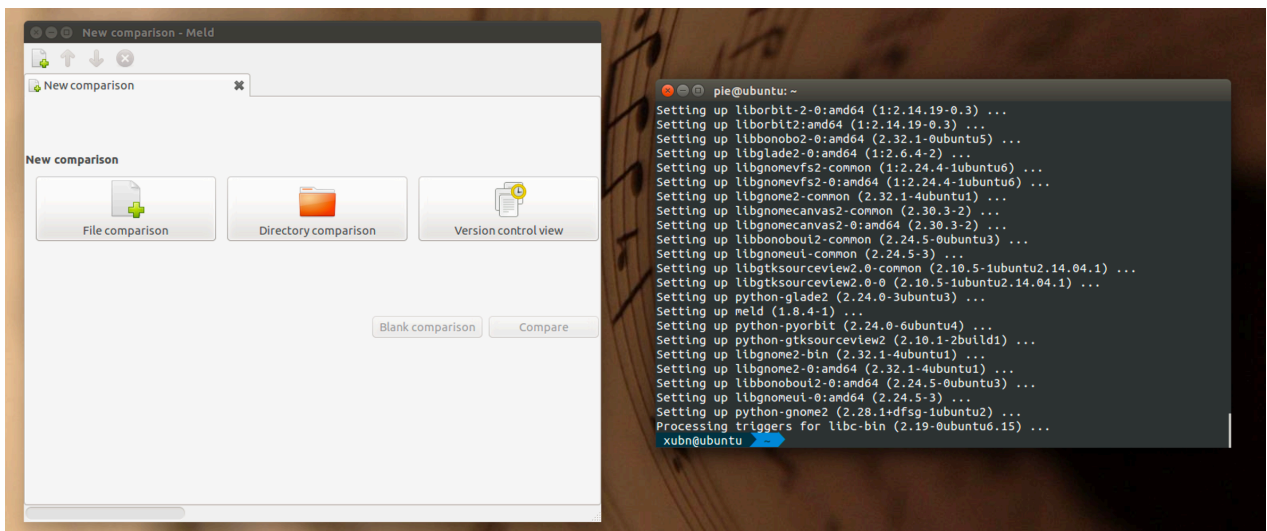 New comparison - Meld
New comparison
New comparison
File comparison
Directory comparison
Version control view
Blank comparison
Compare
pie@ubuntu: ~
Setting up liborbit-2-0:amd64 (1:2.14.19-0.3) ...
Setting up liborbit2:amd64 (1:2.14.19-0.3) ...
Setting up libbonobo2-0:amd64 (2.32.1-0ubuntu5) ...
Setting up libglade2-0:amd64 (1:2.6.4-2) ...
Setting up libgnomevfs2-common (1:2.24.4-1ubuntu6) ...
Setting up libgnomevfs2-0:amd64 (1:2.24.4-1ubuntu6) ...
Setting up libgnome2-common (2.32.1-4ubuntu1) ...
Setting up libgnomecanvas2-common (2.30.3-2) ...
Setting up libgnomecanvas2-0:amd64 (2.30.3-2) ...
Setting up libbonoboui2-common (2.24.5-0ubuntu3) ...
Setting up libgnomeui-common (2.24.5-3) ...
Setting up libgtksourceview2.0-common (2.10.5-1ubuntu2.14.04.1) ...
Setting up libgtksourceview2.0-0 (2.10.5-1ubuntu2.14.04.1) ...
Setting up python-glade2 (2.24.0-3ubuntu3) ...
Setting up meld (1.8.4-1) ...
Setting up python-pyorbit (2.24.0-6ubuntu4) ...
Setting up python-gtksourceview2 (2.10.1-2build1) ...
Setting up libgnome2-bin (2.32.1-4ubuntu1) ...
Setting up libgnome2-0:amd64 (2.32.1-4ubuntu1) ...
Setting up libbonoboui2-0:amd64 (2.24.5-0ubuntu3) ...
Setting up libgnomeui-0:amd64 (2.24.5-3) ...
Setting up python-gnome2 (2.28.1+dfsg-1ubuntu2) ...
Processing triggers for libc-bin (2.19-0ubuntu6.15) ...
xubn@ubuntu ~